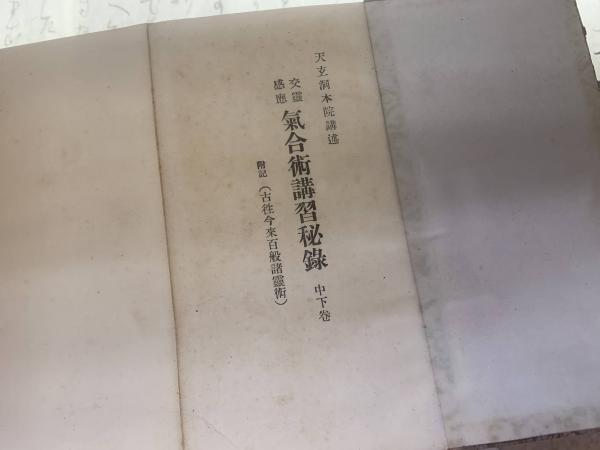 天玄洞本院講述
交靈
感應
氣合術講習秘錄 中下卷
附記（古徃今來百般諸靈術）